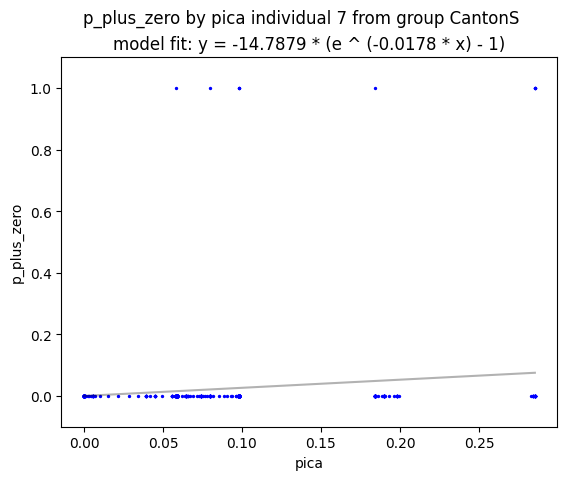 p_plus_zero by pica individual 7 from group CantonS
model fit: y = -14.7879 * (e ^ (-0.0178 * x) - 1)
1.0
0.8
0.6
0.4
0.2
0.0
p_plus_zero
0.00 0.05 0.10 0.15 0.20 0.25
pica